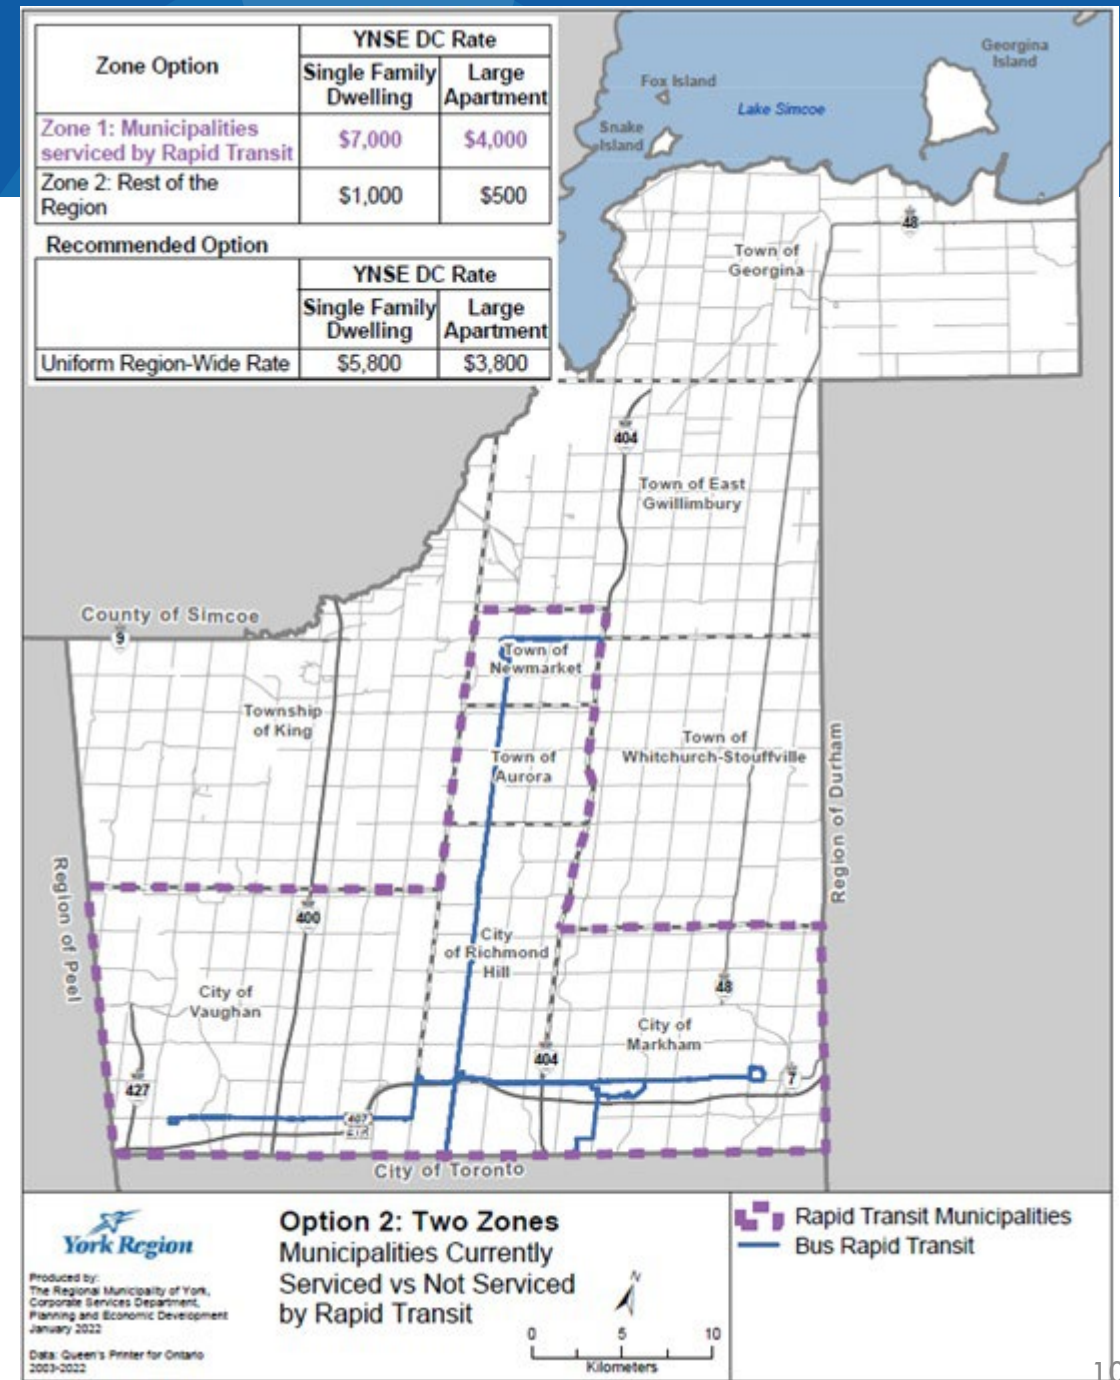 Zone Option
YNSE DC Rate
Single Family Dwelling
Large Apartment
Zone 1: Municipalities
serviced by Rapid Transit
$7,000
$4,000
Zone 2: Rest of the
Region
$1,000
$500
Recommended Option
YNSE DC Rate
Single Family Dwelling
Large Apartment
Uniform Region-Wide Rate
$5,800
$3,800
Georgina
Island
Fox Island
Lake Simcoe
Snake
Island
48
Town of
Georgina
404
Town of East
Gwillimbury
County of Simcoe
9
Town of
Newmarket
Township
of King
Town of
Aurora
Town of
Whitchurch-Stouffville
Region of Durham
Region of Peel
400
City
of Richmond
Hill
City of
Vaughan
48
City of
Markham
404
7
427
407
ETR
City of Toronto
York Region
Produced by:
The Regional Municipality of York,
Corporate Services Department,
Planning and Economic Development
January 2022
Data: Queen's Printer for Ontario
2003-2022
Option 2: Two Zones
Municipalities Currently
Serviced vs Not Serviced
by Rapid Transit
N
0 5 10
Kilometers
Rapid Transit Municipalities
Bus Rapid Transit
10